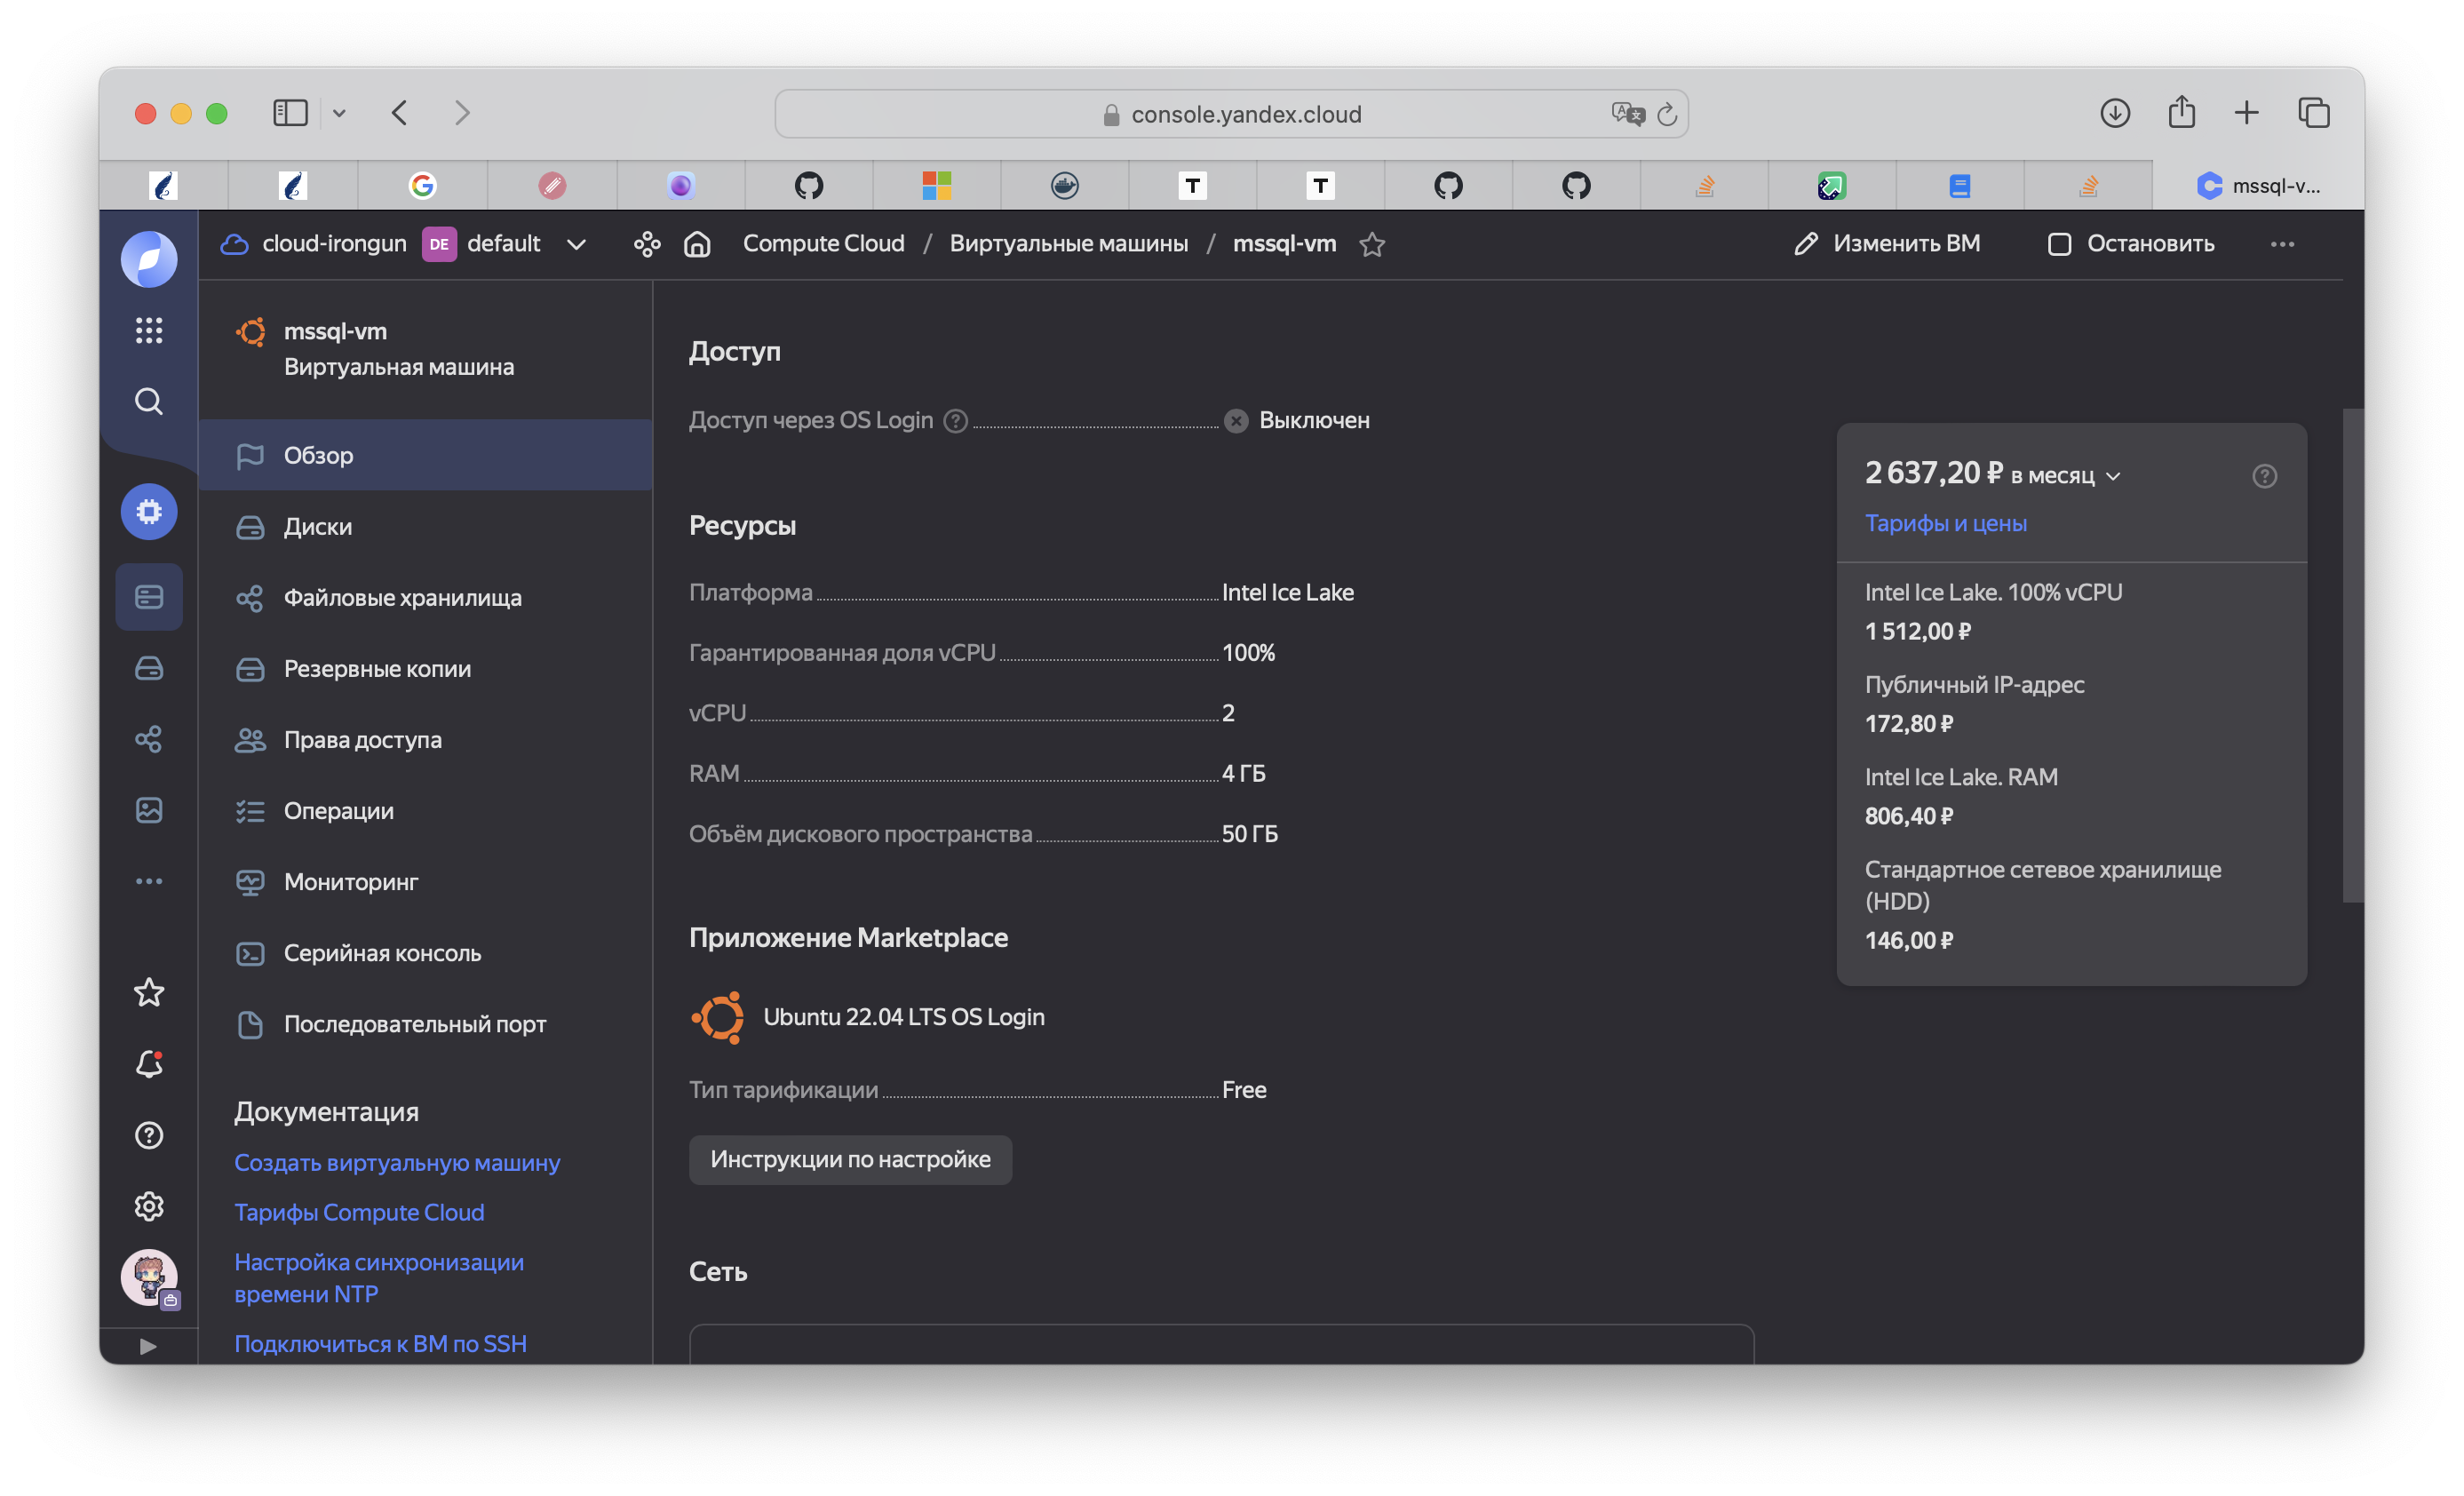 console.yandex.cloud
T
T
mssql-v...
cloud-irongun DE default
Compute Cloud / Виртуальные машины / mssql-vm
Изменить ВМ
Остановить
mssql-vm
Виртуальная машина
Обзор
Диски
Файловые хранилища
Резервные копии
Права доступа
Операции
Мониторинг
Серийная консоль
Последовательный порт
Документация
Создать виртуальную машину
Тарифы Compute Cloud
Настройка синхронизации
времени NTP
Подключиться к ВМ по SSH
Доступ
Доступ через OS Login Выключен
Ресурсы
Платформа Intel Ice Lake
Гарантированная доля vCPU 100%
vCPU 2
RAM 4 ГБ
Объём дискового пространства 50 ГБ
Приложение Marketplace
Ubuntu 22.04 LTS OS Login
Тип тарификации Free
Инструкции по настройке
Сеть
2 637,20 ₽ в месяц
Тарифы и цены
Intel Ice Lake. 100% vCPU
1 512,00 ₽
Публичный IP-адрес
172,80 ₽
Intel Ice Lake. RAM
806,40 ₽
Стандартное сетевое хранилище
(HDD)
146,00 ₽